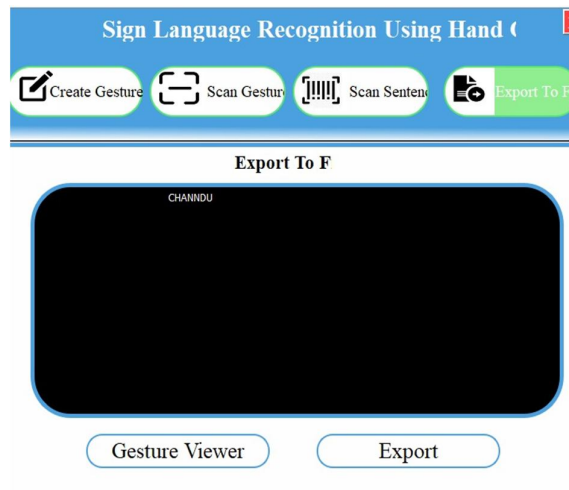 Sign Language Recognition Using Hand
Create Gesture
Scan Gestur
Scan Senten
Export To F
Export To F
CHANNDU
Gesture Viewer
Export